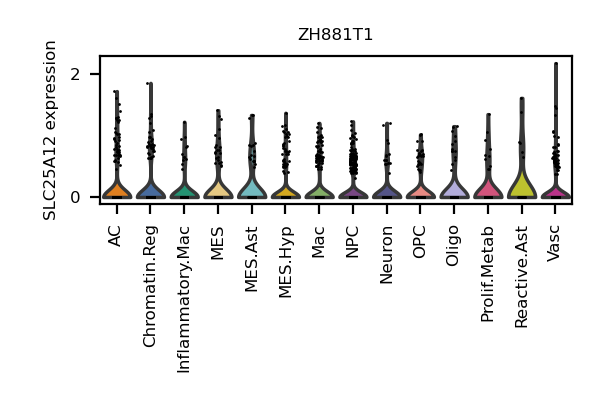 ZH881T1
SLC25A12 expression
2
0
AC
Chromatin.Reg
Inflammatory.Mac
MES
MES.Ast
MES.Hyp
Mac
NPC
Neuron
OPC
Oligo
Prolif.Metab
Reactive.Ast
Vasc